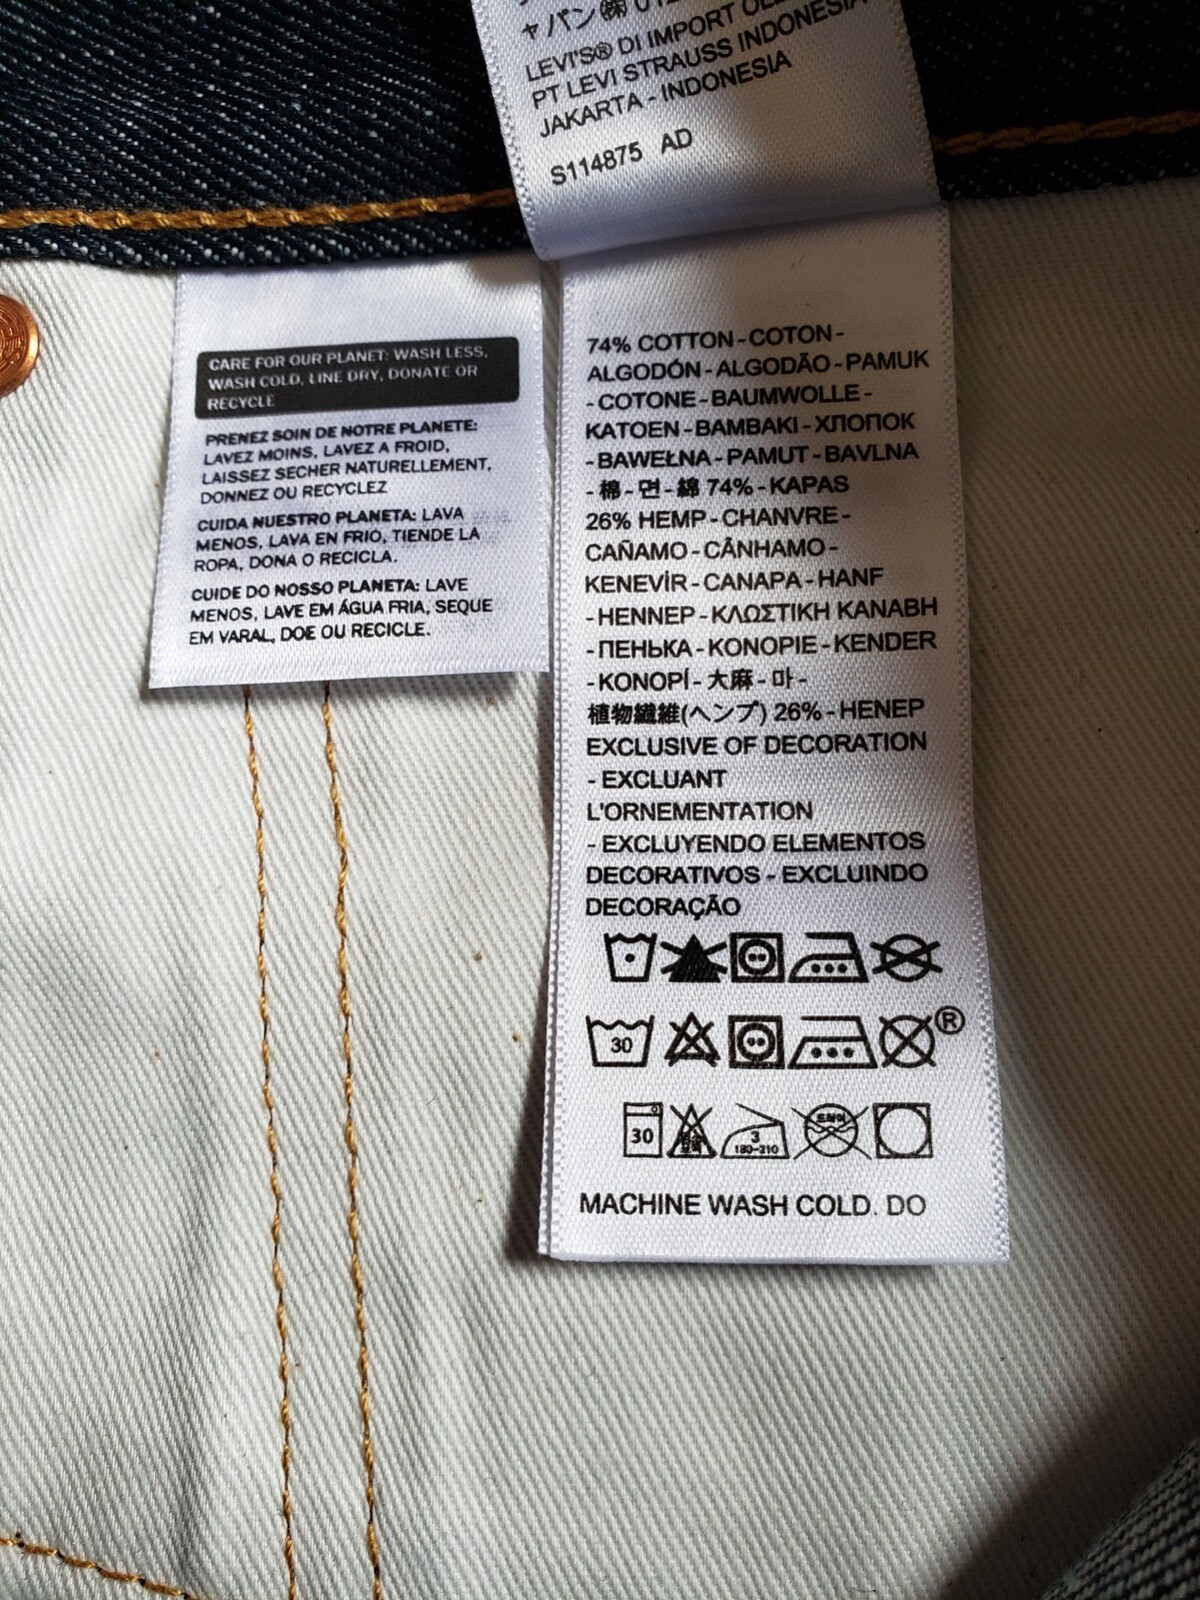 ャパン㈱
LEVI'S® DI IMPORT
PT LEVI STRAUSS INDONESIA
JAKARTA - INDONESIA
S114875 AD
CARE FOR OUR PLANET: WASH LESS,
WASH COLD, LINE DRY, DONATE OR
RECYCLE
PRENEZ SOIN DE NOTRE PLANETE:
LAVEZ MOINS, LAVEZ A FROID,
LAISSEZ SECHER NATURELLEMENT,
DONNEZ OU RECYCLEZ
CUIDA NUESTRO PLANETA: LAVA
MENOS, LAVA EN FRIO, TIENDE LA
ROPA, DONA O RECICLA.
CUIDE DO NOSSO PLANETA: LAVE
MENOS, LAVE EM ÁGUA FRIA, SEQUE
EM VARAL, DOE OU RECICLE.
74% COTTON - COTON -
ALGODÓN - ALGODÃO - PAMUK
- COTONE - BAUMWOLLE -
KATOEN - BAMBAKI - ХЛОПОК
- BAWEŁNA - PAMUT - BAVLNA
- 棉 - 면 - 綿 74% - KAPAS
26% HEMP - CHANVRE -
CAÑAMO - CÂNHAMO -
KENEVİR - CANAPA - HANF
- HENNEP - ΚΛΩΣΤΙΚΗ ΚΑΝΑΒΗ
- ПЕНЬКА - KONOPIE - KENDER
- KONOPÍ - 大麻 - 마 -
植物繊維(ヘンプ) 26% - HENEP
EXCLUSIVE OF DECORATION
- EXCLUANT
L'ORNEMENTATION
- EXCLUYENDO ELEMENTOS
DECORATIVOS - EXCLUINDO
DECORAÇÃO
30 ®
30 3 드라이
180~210
MACHINE WASH COLD. DO